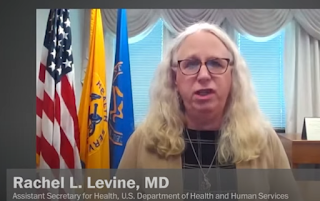 Rachel L. Levine, MD
Assistant Secretary for Health, U.S. Department of Health and Human Services